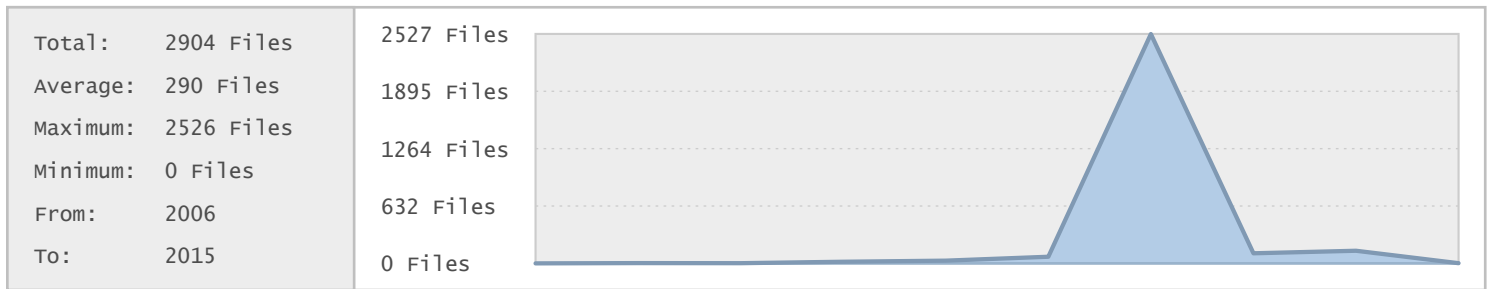 Total: 2904 Files
Average: 290 Files
Maximum: 2526 Files
Minimum: 0 Files
From: 2006
To: 2015
2527 Files
1895 Files
1264 Files
632 Files
0 Files